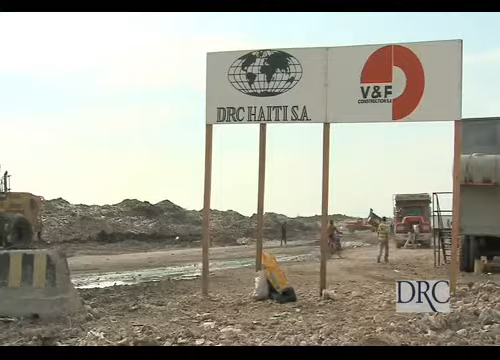 DRC HAITI S.A.
V&F
CONSTRUCTION S.A.
DRC